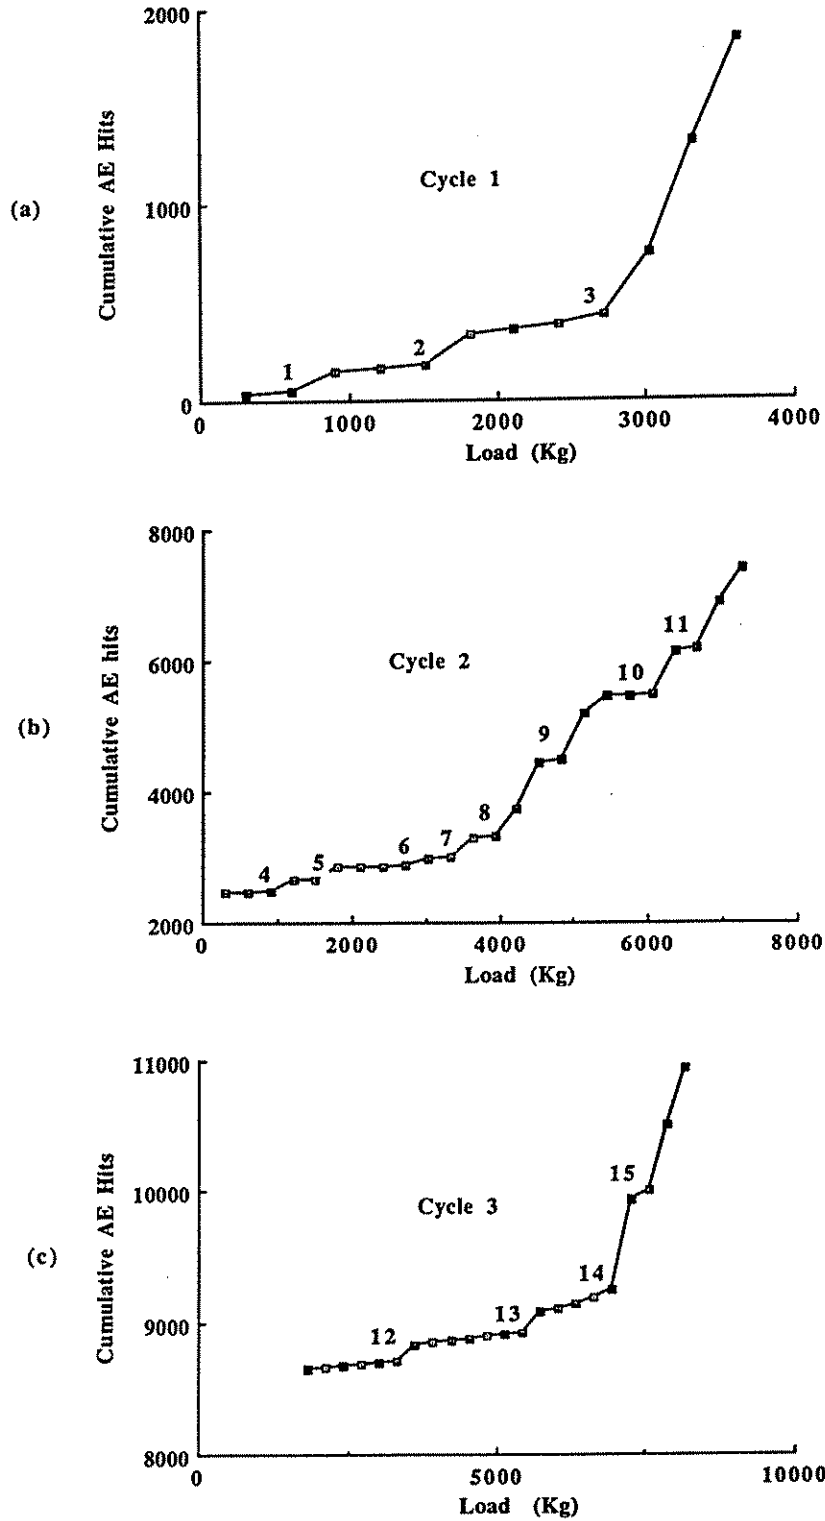 2000
Cumulative AE Hits
(a)
Cycle 1
1000
3
2
1
0
0 1000 2000 3000 4000
Load (Kg)
8000
Cumulative AE hits
(b)
11
Cycle 2
6000
10
9
8
4000
7
6
5
4
2000
0 2000 4000 6000 8000
Load (Kg)
11000
Cumulative AE Hits
(c)
15
10000
Cycle 3
14
13
9000
12
8000
0 5000 10000
Load (Kg)